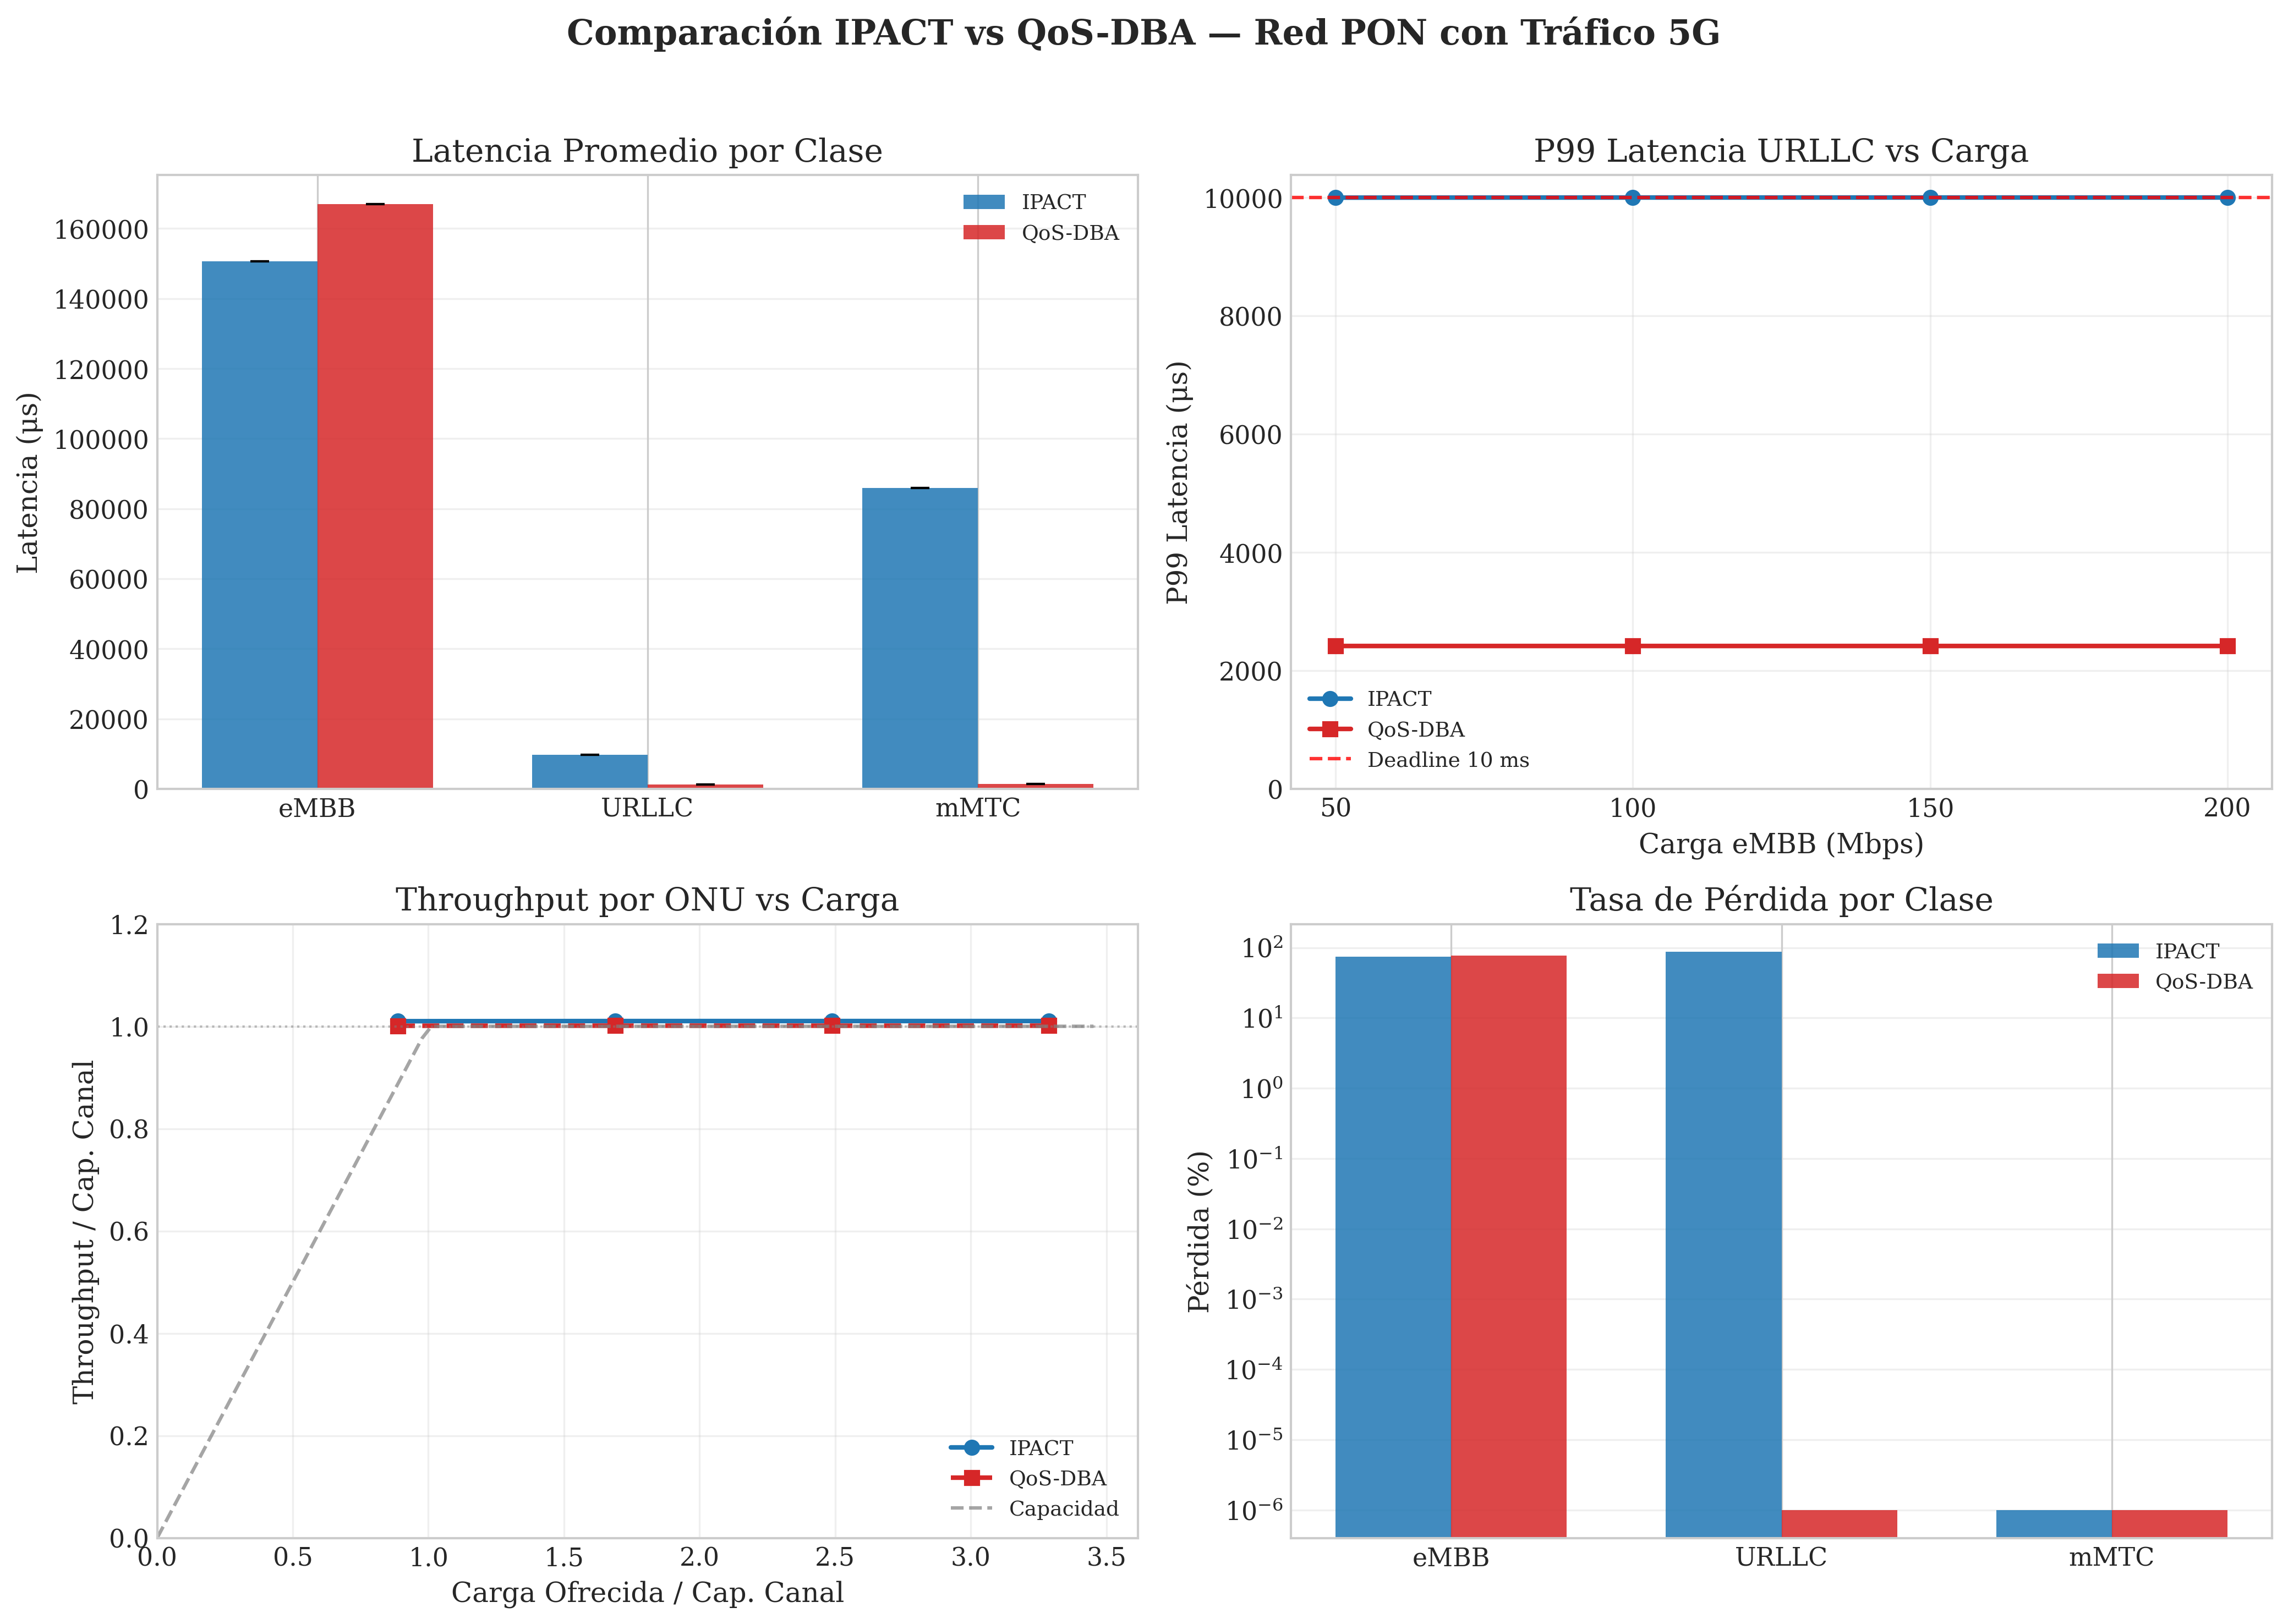 Comparación IPACT vs QoS-DBA — Red PON con Tráfico 5G
Latencia Promedio por Clase
Latencia (µs)
160000
140000
120000
100000
80000
60000
40000
20000
0
eMBB
URLLC
mMTC
IPACT
QoS-DBA
P99 Latencia URLLC vs Carga
P99 Latencia (µs)
10000
8000
6000
4000
2000
0
50
100
150
200
Carga eMBB (Mbps)
IPACT
QoS-DBA
Deadline 10 ms
Throughput por ONU vs Carga
Throughput / Cap. Canal
1.2
1.0
0.8
0.6
0.4
0.2
0.0
0.0
0.5
1.0
1.5
2.0
2.5
3.0
3.5
Carga Ofrecida / Cap. Canal
IPACT
QoS-DBA
Capacidad
Tasa de Pérdida por Clase
Pérdida (%)
10²
10¹
10⁰
10⁻¹
10⁻²
10⁻³
10⁻⁴
10⁻⁵
10⁻⁶
eMBB
URLLC
mMTC
IPACT
QoS-DBA